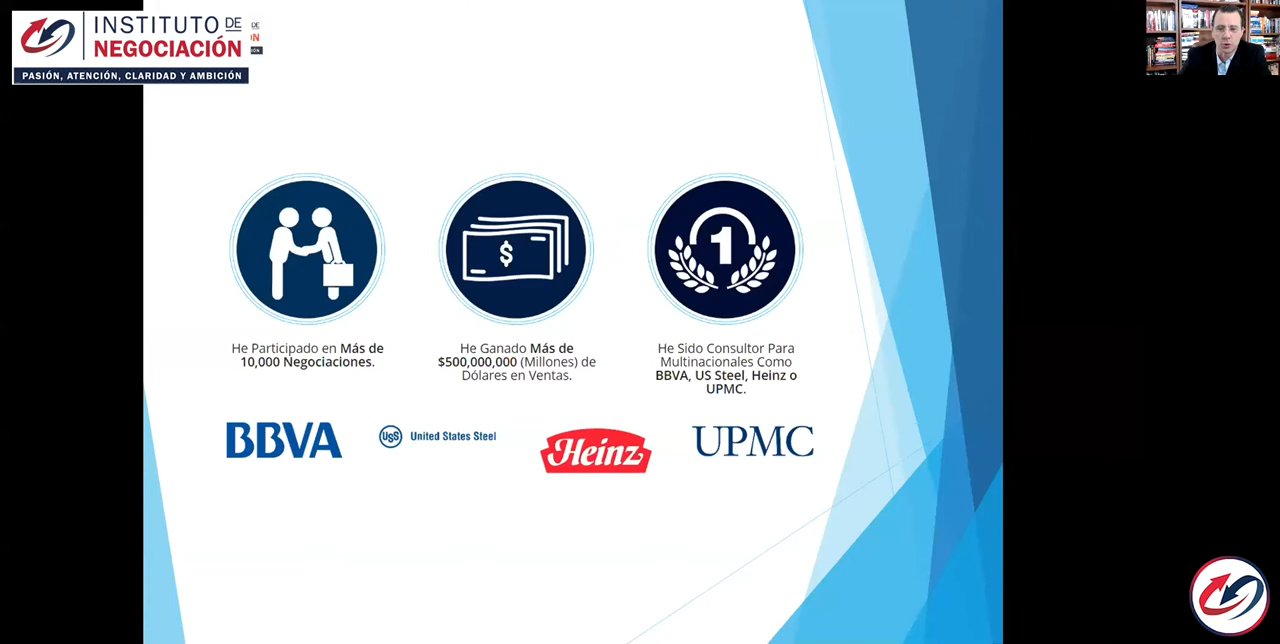 INSTITUTO DE
NEGOCIACIÓN
PASIÓN, ATENCIÓN, CLARIDAD Y AMBICIÓN
DE
$
1
He Participado en Más de
10,000 Negociaciones.
He Ganado Más de
$500,000,000 (Millones) de
Dólares en Ventas.
He Sido Consultor Para
Multinacionales Como
BBVA, US Steel, Heinz o
UPMC.
BBVA
USS United States Steel
Heinz
UPMC